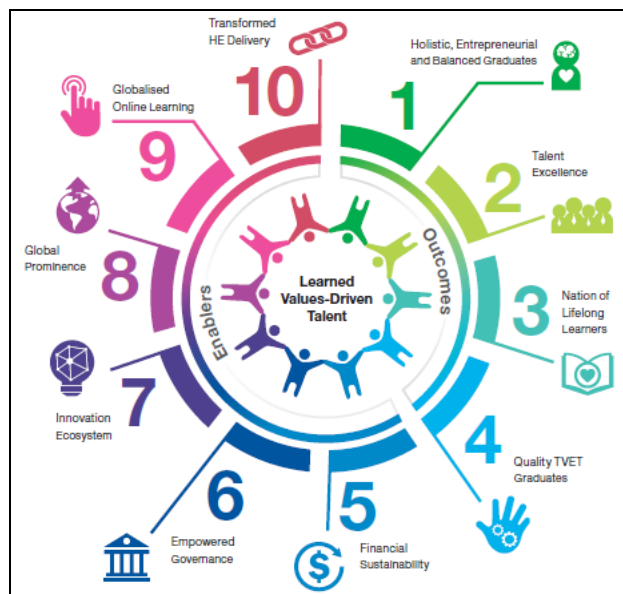 Transformed
HE Delivery
10
Holistic, Entrepreneurial
and Balanced Graduates
1
Talent
Excellence
2
Nation of
Lifelong
Learners
3
Quality TVET
Graduates
4
Financial
Sustainability
5
Empowered
Governance
6
Innovation
Ecosystem
7
Global
Prominence
8
Globalised
Online Learning
9
Enablers
Outcomes
Learned
Values-Driven
Talent
$